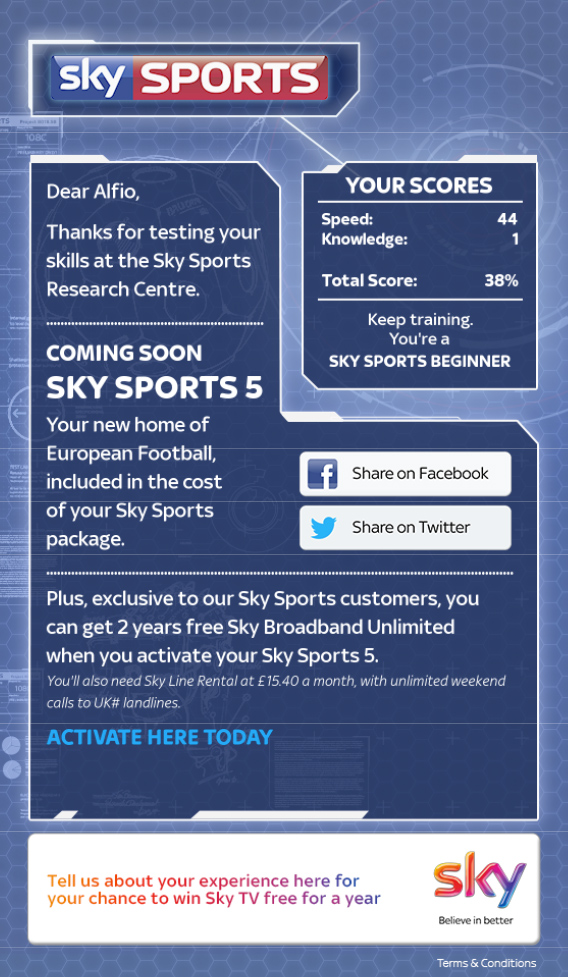 sky SPORTS
Dear Alfio,
Thanks for testing your
skills at the Sky Sports
Research Centre.
YOUR SCORES
Speed: 44
Knowledge: 1
Total Score: 38%
Keep training.
You're a
SKY SPORTS BEGINNER
COMING SOON
SKY SPORTS 5
Your new home of
European Football,
included in the cost
of your Sky Sports
package.
Share on Facebook
Share on Twitter
Plus, exclusive to our Sky Sports customers, you
can get 2 years free Sky Broadband Unlimited
when you activate your Sky Sports 5.
You'll also need Sky Line Rental at £15.40 a month, with unlimited weekend
calls to UK# landlines.
ACTIVATE HERE TODAY
Tell us about your experience here for
your chance to win Sky TV free for a year
sky
Believe in better
Terms & Conditions